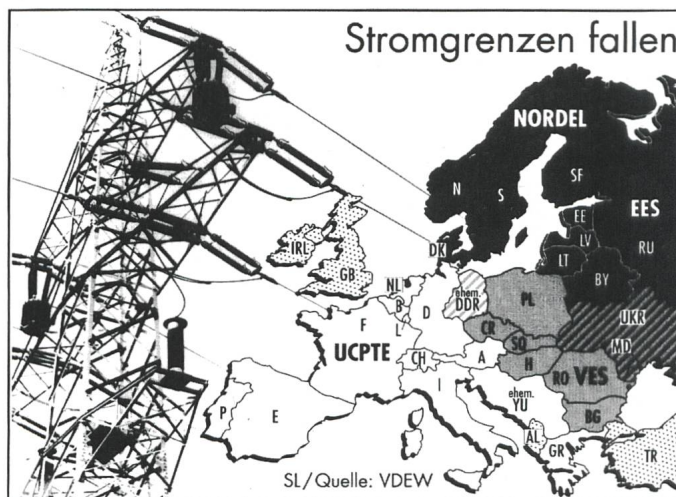 Stromgrenzen fallen
NORDEL
N
S
SF
EES
EE
LV
RU
LT
BY
DK
IRL
GB
NL
B
D
ehem.
DDR
PL
UKR
F
L
CR
SQ
MD
UCPTE
CH
A
H
RO
VES
I
ehem.
YU
BG
P
E
AL
GR
TR
SL/Quelle: VDEW